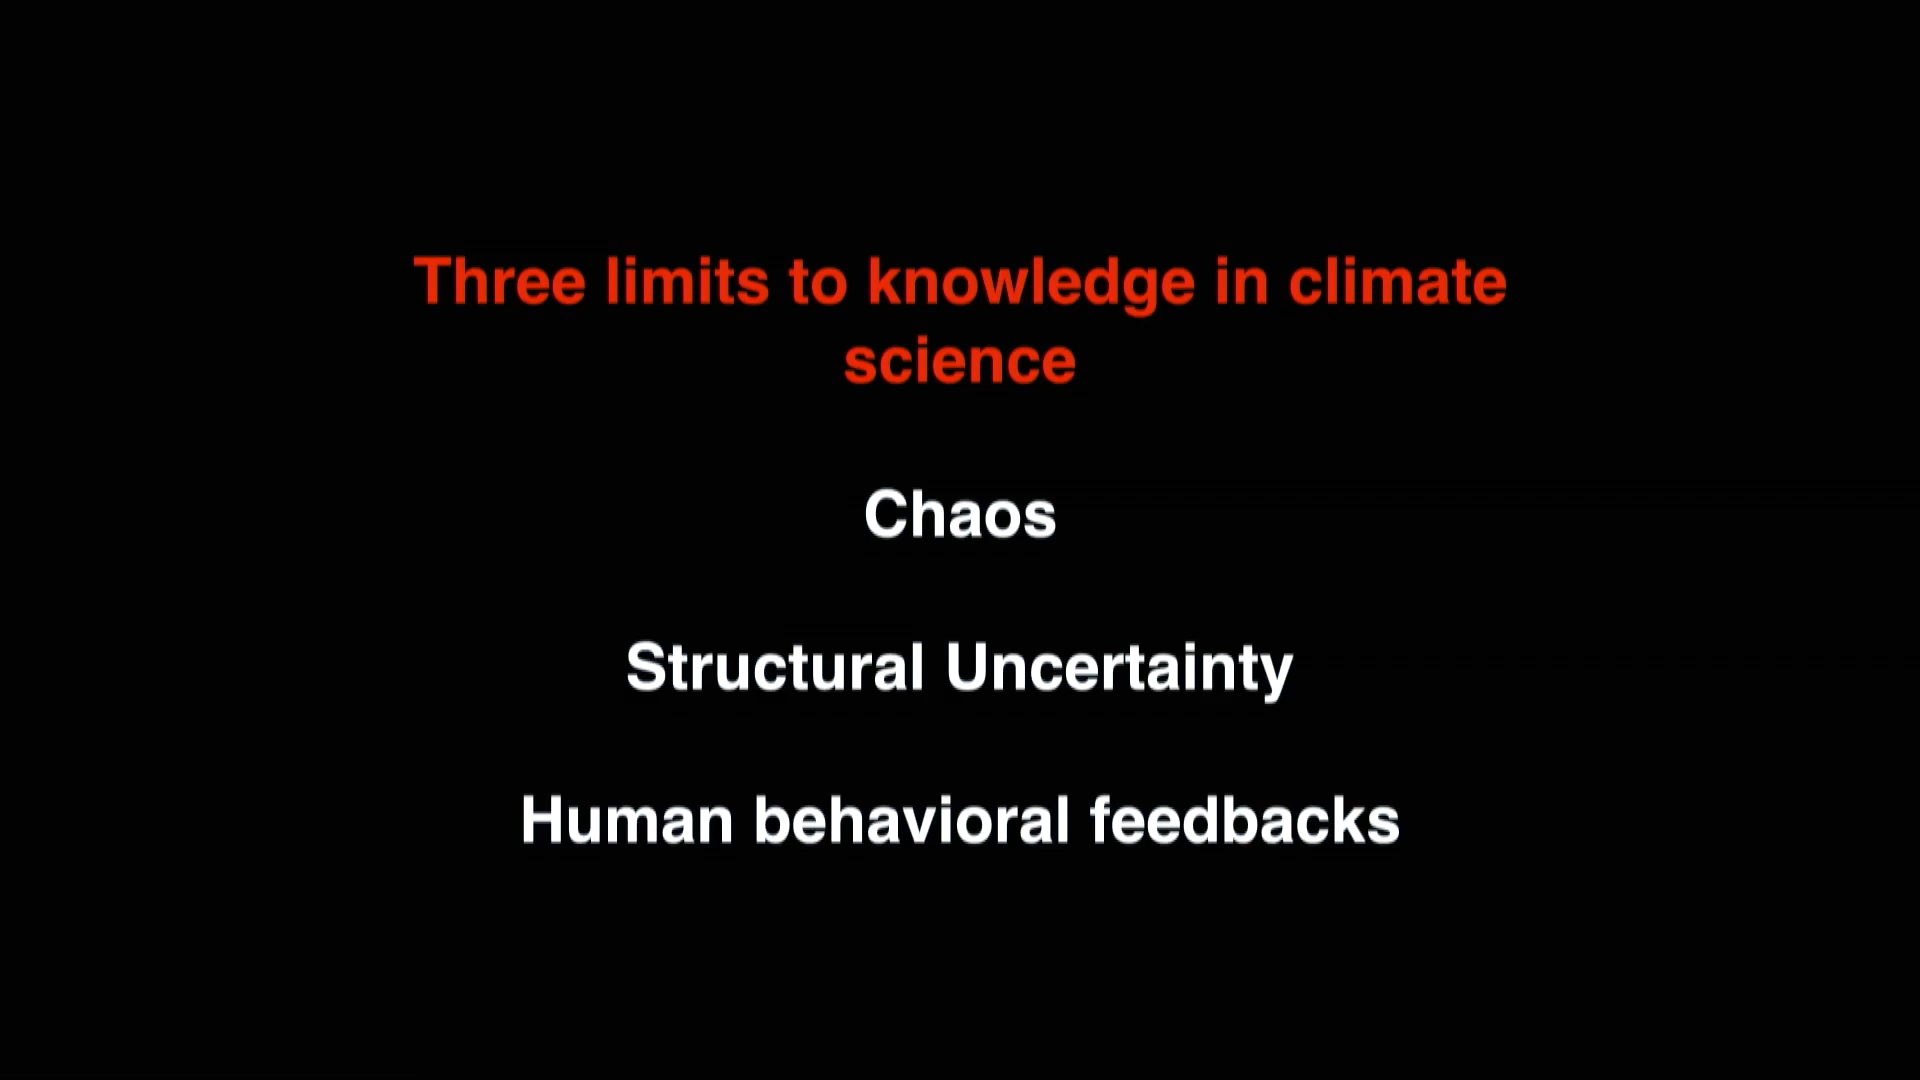 Three limits to knowledge in climate
science
Chaos
Structural Uncertainty
Human behavioral feedbacks